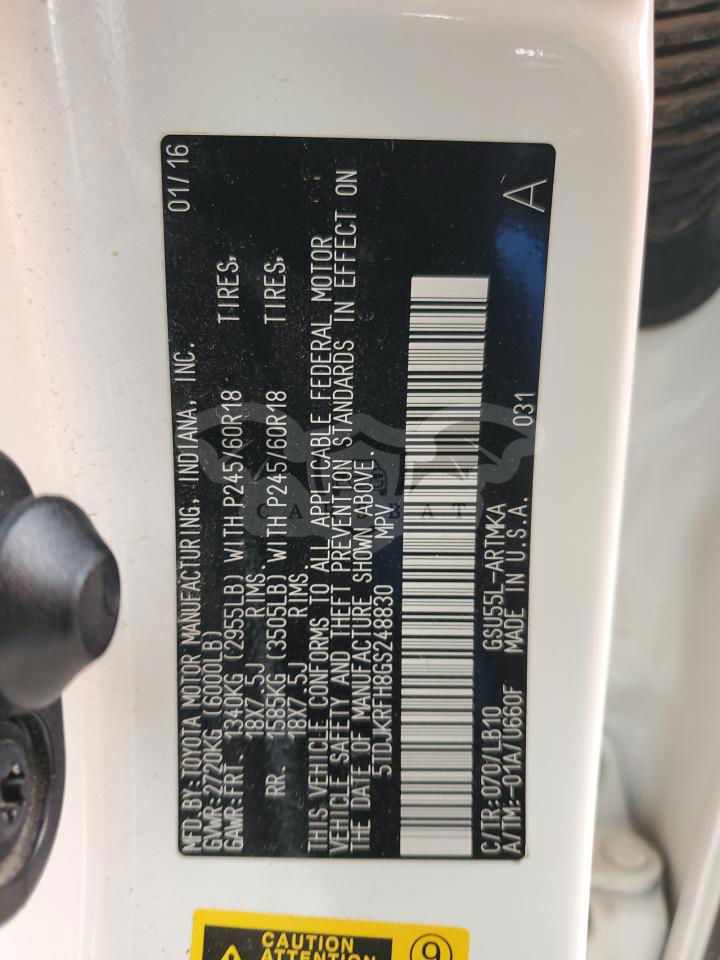 MFD.BY:TOYOTA MOTOR MANUFACTURING, INDIANA, INC. 01/16
GVWR:2720KG (6000LB)
GAWR:FRT. 1340KG (2955LB) WITH P245/60R18 TIRES,
18X7.5J RIMS.
RR. 1585KG (3505LB) WITH P245/60R18 TIRES,
18X7.5J RIMS.
THIS VEHICLE CONFORMS TO ALL APPLICABLE FEDERAL MOTOR
VEHICLE SAFETY AND THEFT PREVENTION STANDARDS IN EFFECT ON
THE DATE OF MANUFACTURE SHOWN ABOVE.
5TDJKRFH8GS248830 MPV
C/TR:070/LB10 GSU55L-ARTMKA 031
A/TM:-01A/U660F MADE IN U.S.A. A
CAUTION
ATTENTION
9